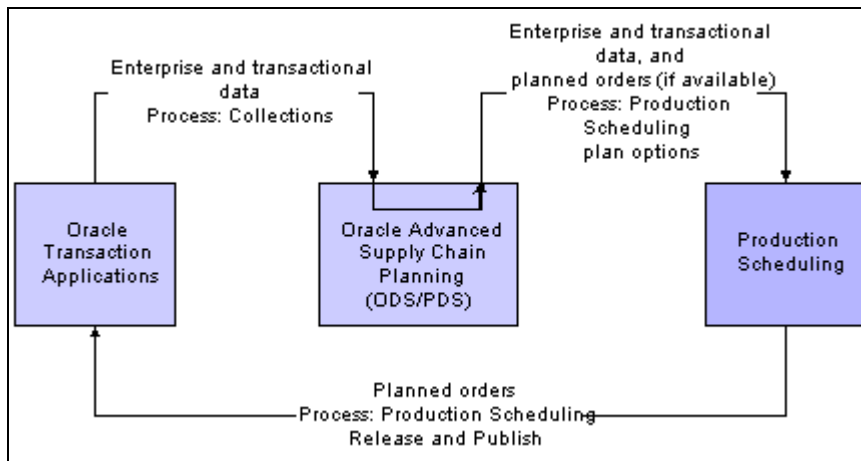 Enterprise and transactional
data
Process: Collections
Enterprise and transactional
data, and
planned orders (if available)
Process: Production
Scheduling
plan options
Oracle
Transaction
Applications
Oracle Advanced
Supply Chain
Planning
(ODS/PDS)
Production
Scheduling
Planned orders
Process: Production Scheduling
Release and Publish